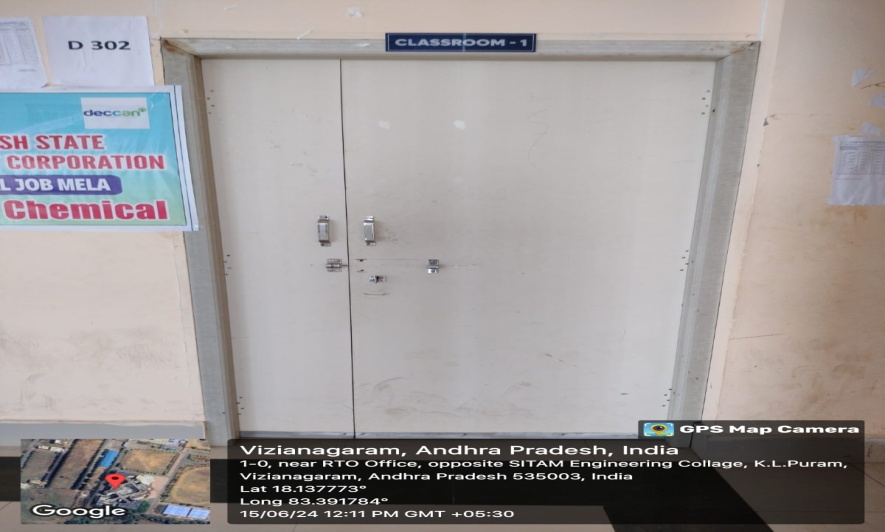 CLASSROOM - 1
D 302
deccan
SH STATE
CORPORATION
L JOB MELA
Chemical
GPS Map Camera
Vizianagaram, Andhra Pradesh, India
1-0, near RTO Office, opposite SITAM Engineering Collage, K.L.Puram,
Vizianagaram, Andhra Pradesh 535003, India
Lat 18.137773°
Long 83.391784°
15/06/24 12:11 PM GMT +05:30
Google